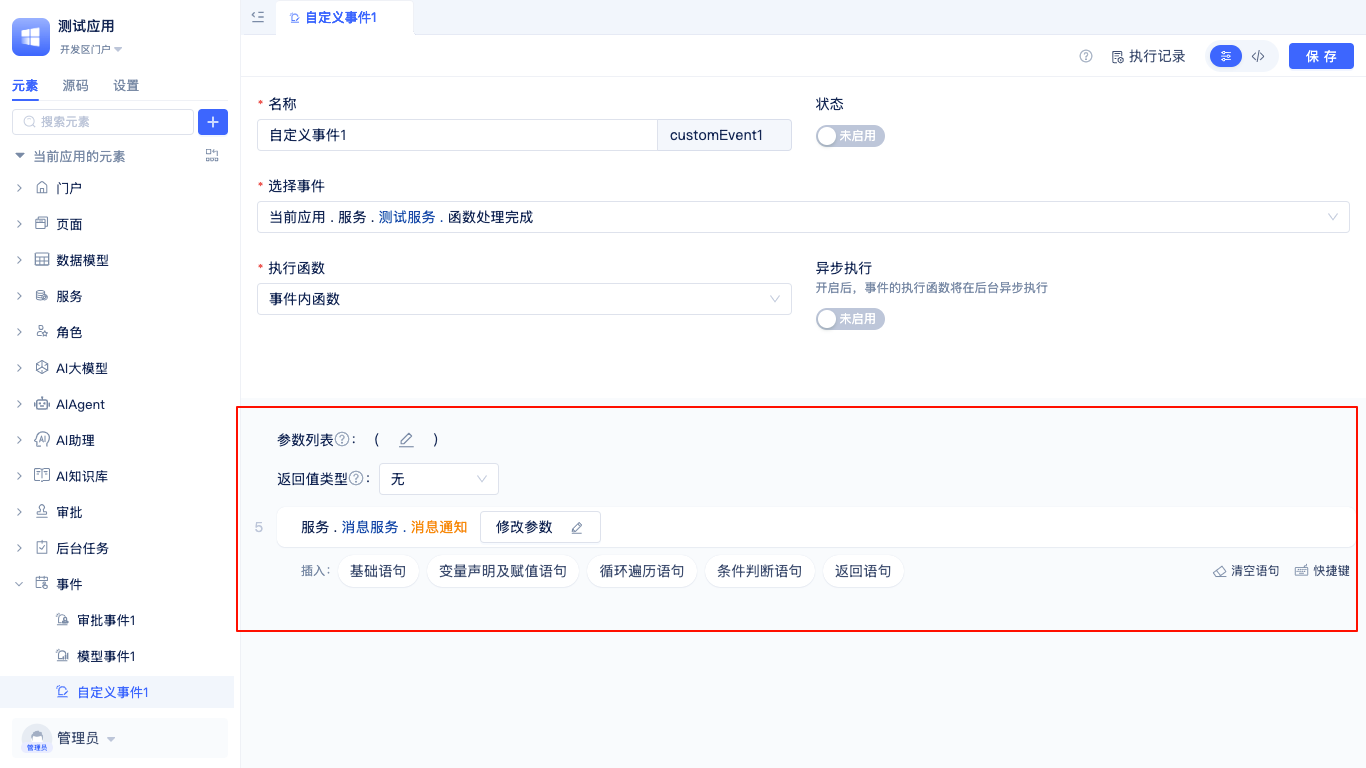 测试应用
开发区门户
元素 源码 设置
搜索元素
当前应用的元素
门户
页面
数据模型
服务
角色
AI大模型
AIAgent
AI助理
AI知识库
审批
后台任务
事件
审批事件1
模型事件1
自定义事件1
管理员
管理员
自定义事件1
执行记录
保 存
* 名称
自定义事件1 customEvent1
状态
未启用
* 选择事件
当前应用 . 服务 . 测试服务 . 函数处理完成
* 执行函数
事件内函数
异步执行
开启后，事件的执行函数将在后台异步执行
未启用
参数列表 : ( )
返回值类型 : 无
5 服务 . 消息服务 . 消息通知 修改参数
插入: 基础语句 变量声明及赋值语句 循环遍历语句 条件判断语句 返回语句 清空语句 快捷键